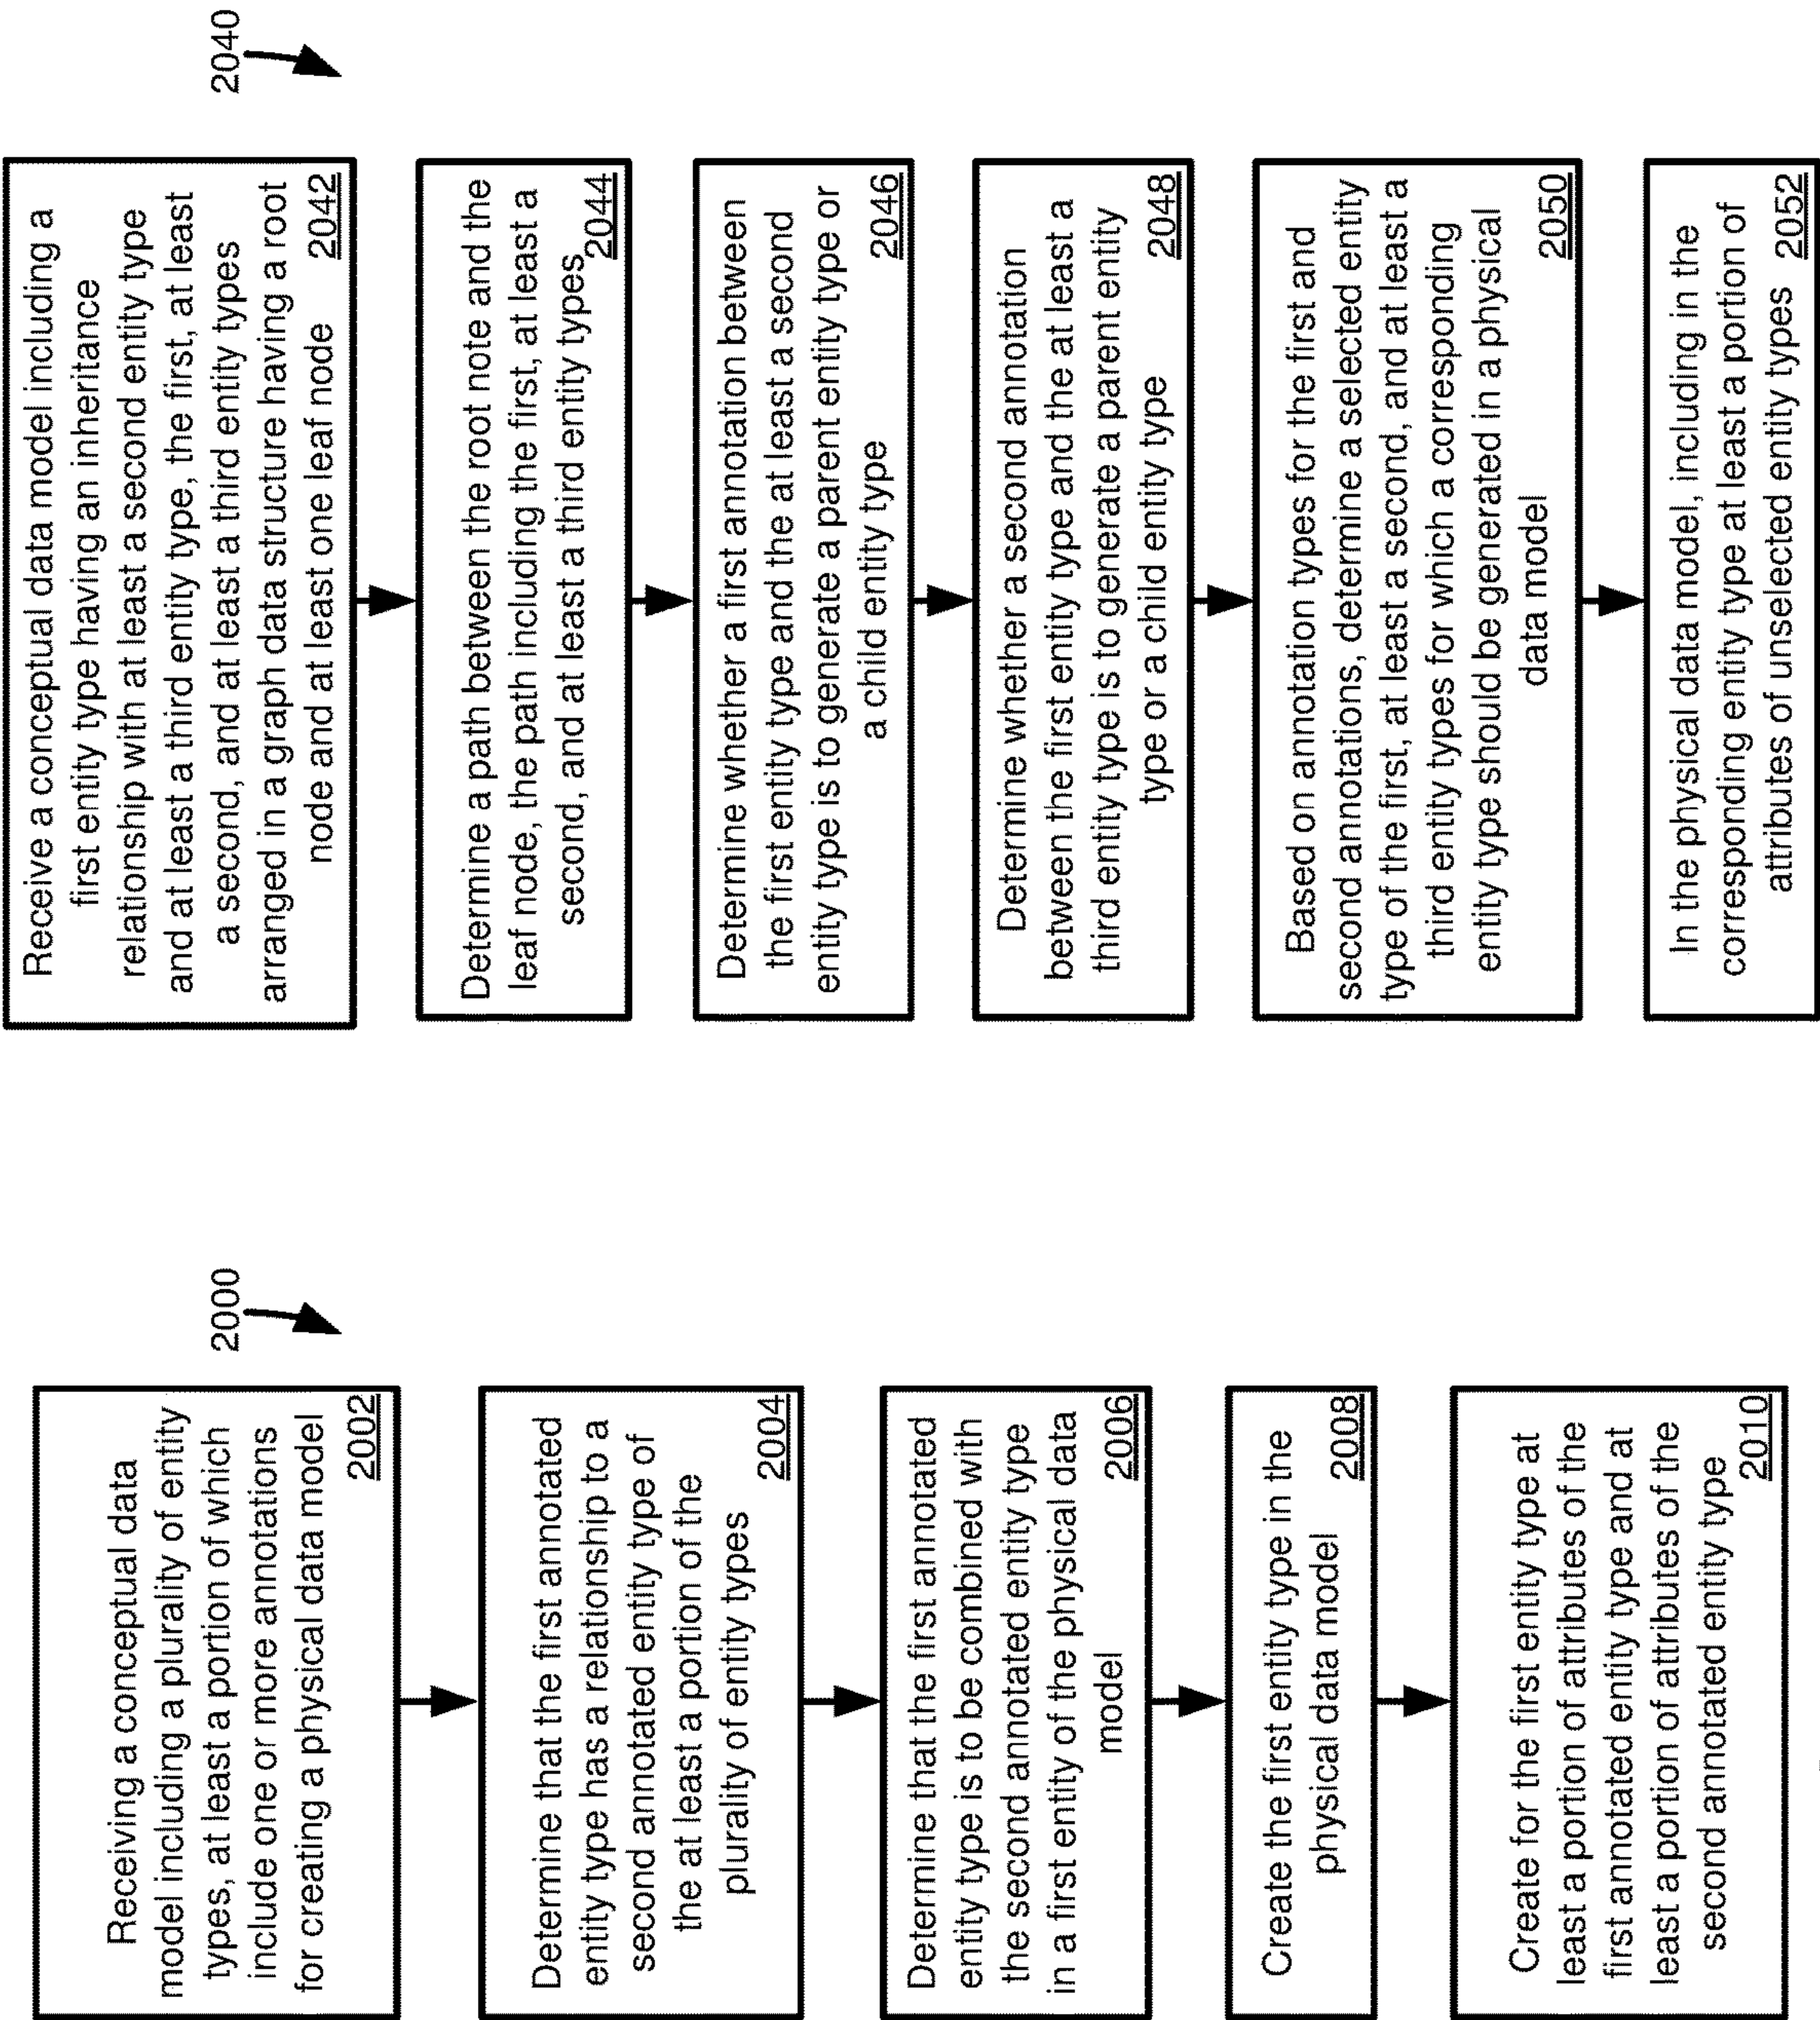 2000
Receiving a conceptual data
model including a plurality of entity
types, at least a portion of which
include one or more annotations
for creating a physical data model
2002
Determine that the first annotated
entity type has a relationship to a
second annotated entity type of
the at least a portion of the
plurality of entity types
2004
Determine that the first annotated
entity type is to be combined with
the second annotated entity type
in a first entity of the physical data
model
2006
Create the first entity type in the
physical data model
2008
Create for the first entity type at
least a portion of attributes of the
first annotated entity type and at
least a portion of attributes of the
second annotated entity type
2010
2040
Receive a conceptual data model including a
first entity type having an inheritance
relationship with at least a second entity type
and at least a third entity type, the first, at least
a second, and at least a third entity types
arranged in a graph data structure having a root
node and at least one leaf node 2042
Determine a path between the root note and the
leaf node, the path including the first, at least a
second, and at least a third entity types
2044
Determine whether a first annotation between
the first entity type and the at least a second
entity type is to generate a parent entity type or
a child entity type
2046
Determine whether a second annotation
between the first entity type and the at least a
third entity type is to generate a parent entity
type or a child entity type
2048
Based on annotation types for the first and
second annotations, determine a selected entity
type of the first, at least a second, and at least a
third entity types for which a corresponding
entity type should be generated in a physical
data model
2050
In the physical data model, including in the
corresponding entity type at least a portion of
attributes of unselected entity types 2052